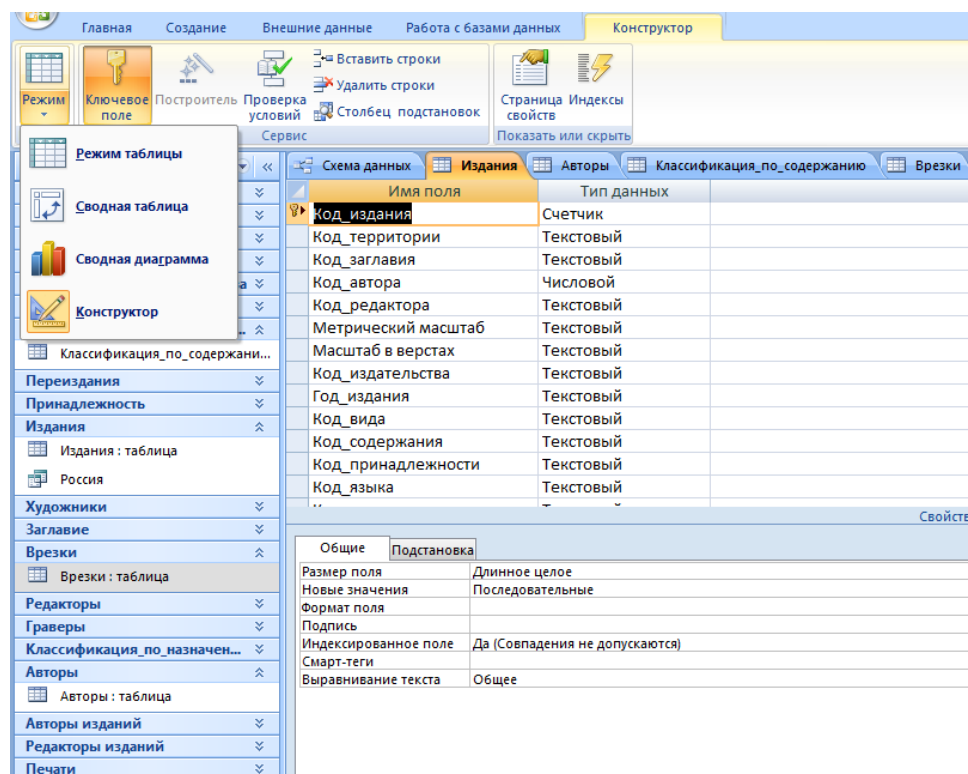 Главная Создание Внешние данные Работа с базами данных Конструктор
Режим
Ключевое поле
Построитель
Проверка условий
Вставить строки
Удалить строки
Столбец подстановок
Страница свойств
Индексы
Сервис
Показать или скрыть
Режим таблицы
Сводная таблица
Сводная диаграмма
Конструктор
Классификация_по_содержани...
Переиздания
Принадлежность
Издания
Издания : таблица
Россия
Художники
Заглавие
Врезки
Врезки : таблица
Редакторы
Граверы
Классификация_по_назначен...
Авторы
Авторы : таблица
Авторы изданий
Редакторы изданий
Печати
Схема данных Издания Авторы Классификация_по_содержанию Врезки
Имя поля Тип данных
Код_издания Счетчик
Код_территории Текстовый
Код_заглавия Текстовый
Код_автора Числовой
Код_редактора Текстовый
Метрический масштаб Текстовый
Масштаб в верстах Текстовый
Код_издательства Текстовый
Год_издания Текстовый
Код_вида Текстовый
Код_содержания Текстовый
Код_принадлежности Текстовый
Код_языка Текстовый
Свойств
Общие Подстановка
Размер поля Длинное целое
Новые значения Последовательные
Формат поля
Подпись
Индексированное поле Да (Совпадения не допускаются)
Смарт-теги
Выравнивание текста Общее